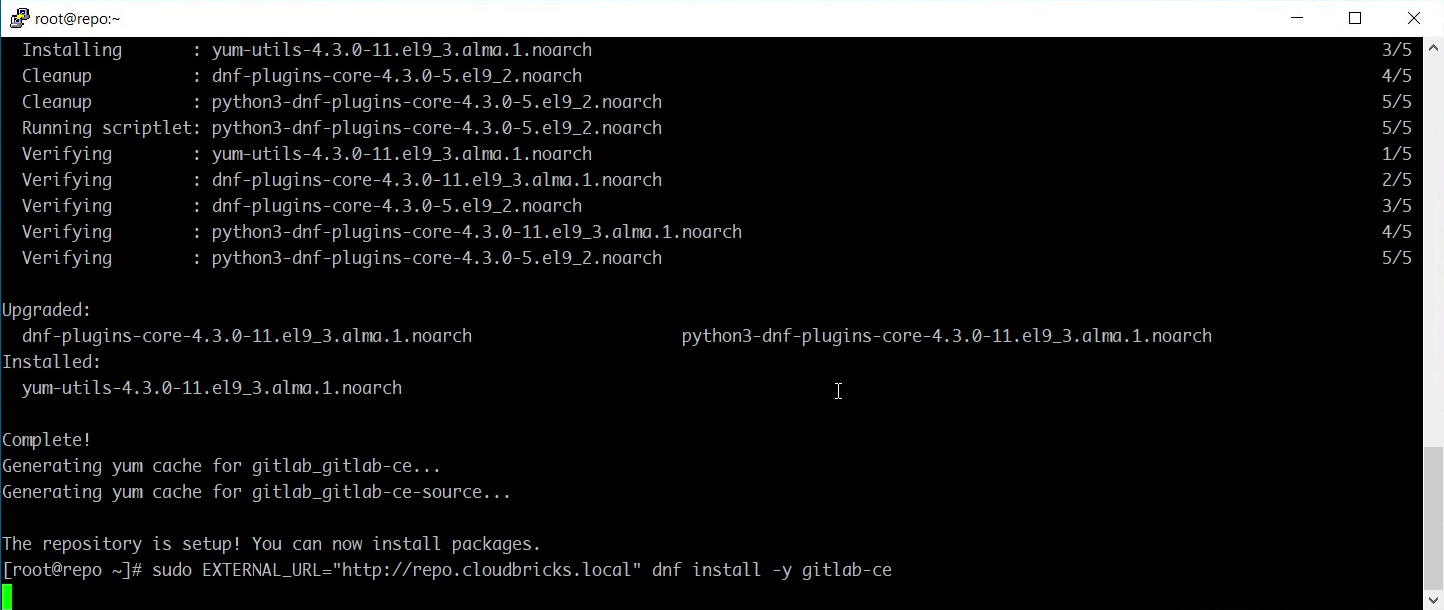 root@repo:~
Installing : yum-utils-4.3.0-11.el9_3.alma.1.noarch 3/5
Cleanup : dnf-plugins-core-4.3.0-5.el9_2.noarch 4/5
Cleanup : python3-dnf-plugins-core-4.3.0-5.el9_2.noarch 5/5
Running scriptlet: python3-dnf-plugins-core-4.3.0-5.el9_2.noarch 5/5
Verifying : yum-utils-4.3.0-11.el9_3.alma.1.noarch 1/5
Verifying : dnf-plugins-core-4.3.0-11.el9_3.alma.1.noarch 2/5
Verifying : dnf-plugins-core-4.3.0-5.el9_2.noarch 3/5
Verifying : python3-dnf-plugins-core-4.3.0-11.el9_3.alma.1.noarch 4/5
Verifying : python3-dnf-plugins-core-4.3.0-5.el9_2.noarch 5/5
Upgraded:
dnf-plugins-core-4.3.0-11.el9_3.alma.1.noarch python3-dnf-plugins-core-4.3.0-11.el9_3.alma.1.noarch
Installed:
yum-utils-4.3.0-11.el9_3.alma.1.noarch
Complete!
Generating yum cache for gitlab_gitlab-ce...
Generating yum cache for gitlab_gitlab-ce-source...
The repository is setup! You can now install packages.
[root@repo ~]# sudo EXTERNAL_URL="http://repo.cloudbricks.local" dnf install -y gitlab-ce